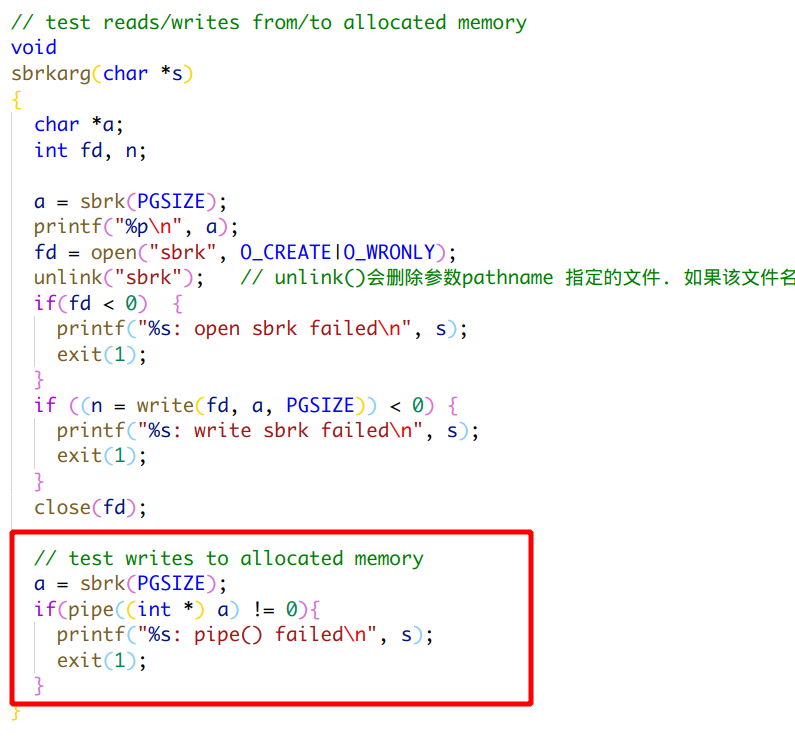 // test reads/writes from/to allocated memory
void
sbrkarg(char *s)
{
  char *a;
  int fd, n;

  a = sbrk(PGSIZE);
  printf("%p\n", a);
  fd = open("sbrk", O_CREATE|O_WRONLY);
  unlink("sbrk");   // unlink()会删除参数pathname 指定的文件. 如果该文件名
  if(fd < 0)  {
    printf("%s: open sbrk failed\n", s);
    exit(1);
  }
  if ((n = write(fd, a, PGSIZE)) < 0) {
    printf("%s: write sbrk failed\n", s);
    exit(1);
  }
  close(fd);

  // test writes to allocated memory
  a = sbrk(PGSIZE);
  if(pipe((int *) a) != 0){
    printf("%s: pipe() failed\n", s);
    exit(1);
  }
}